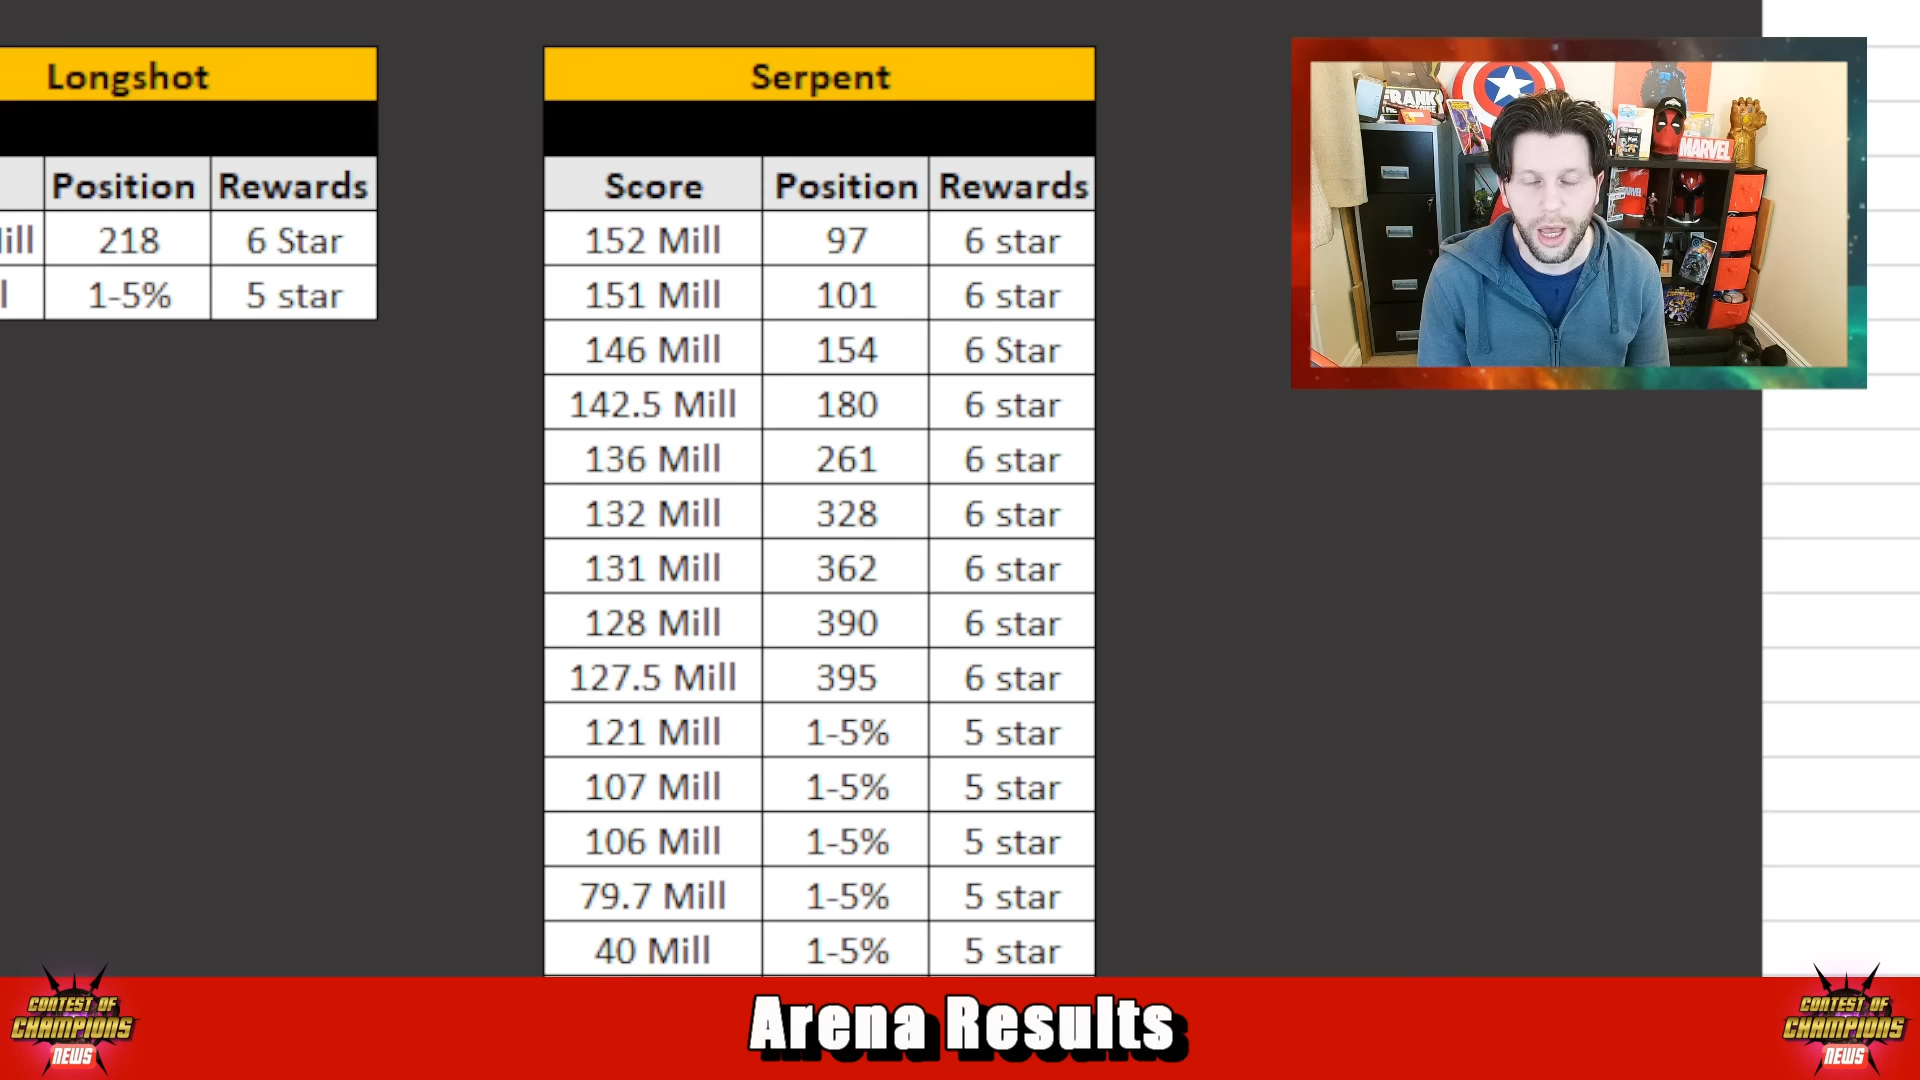 Longshot
Position Rewards
ill 218 6 Star
l 1-5% 5 star
Serpent
Score Position Rewards
152 Mill 97 6 star
151 Mill 101 6 star
146 Mill 154 6 Star
142.5 Mill 180 6 star
136 Mill 261 6 star
132 Mill 328 6 star
131 Mill 362 6 star
128 Mill 390 6 star
127.5 Mill 395 6 star
121 Mill 1-5% 5 star
107 Mill 1-5% 5 star
106 Mill 1-5% 5 star
79.7 Mill 1-5% 5 star
40 Mill 1-5% 5 star
FRANK
MARVEL
MARVEL
CONTEST OF
CHAMPIONS
NEWS
Arena Results
CONTEST OF
CHAMPIONS
NEWS